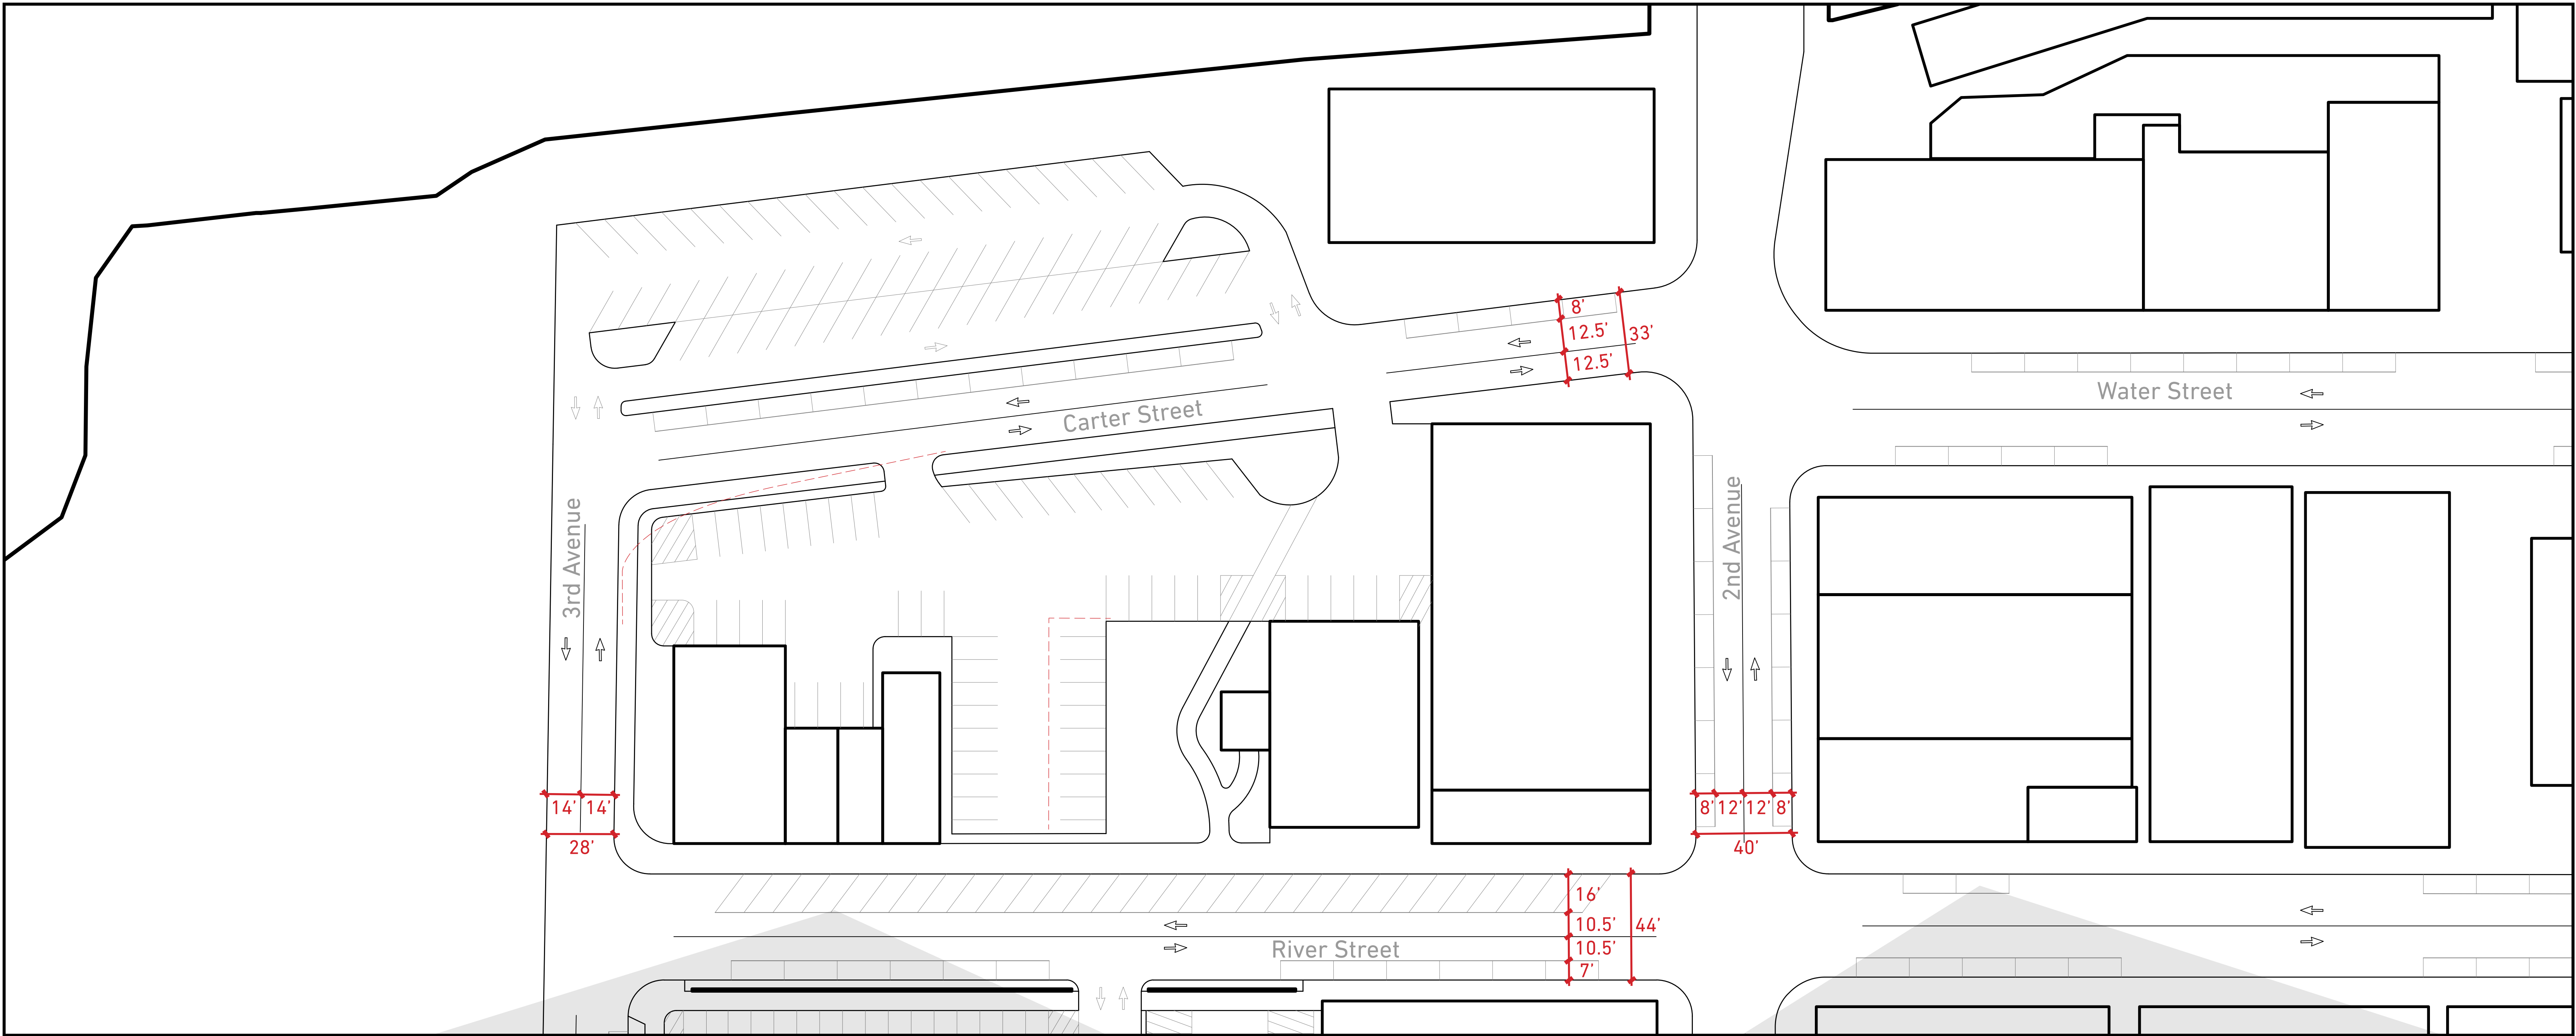 8'
12.5'
33'
12.5'
Carter Street
Water Street
3rd Avenue
2nd Avenue
14' 14'
28'
8' 12' 12' 8'
40'
16'
10.5'
44'
10.5'
River Street
7'